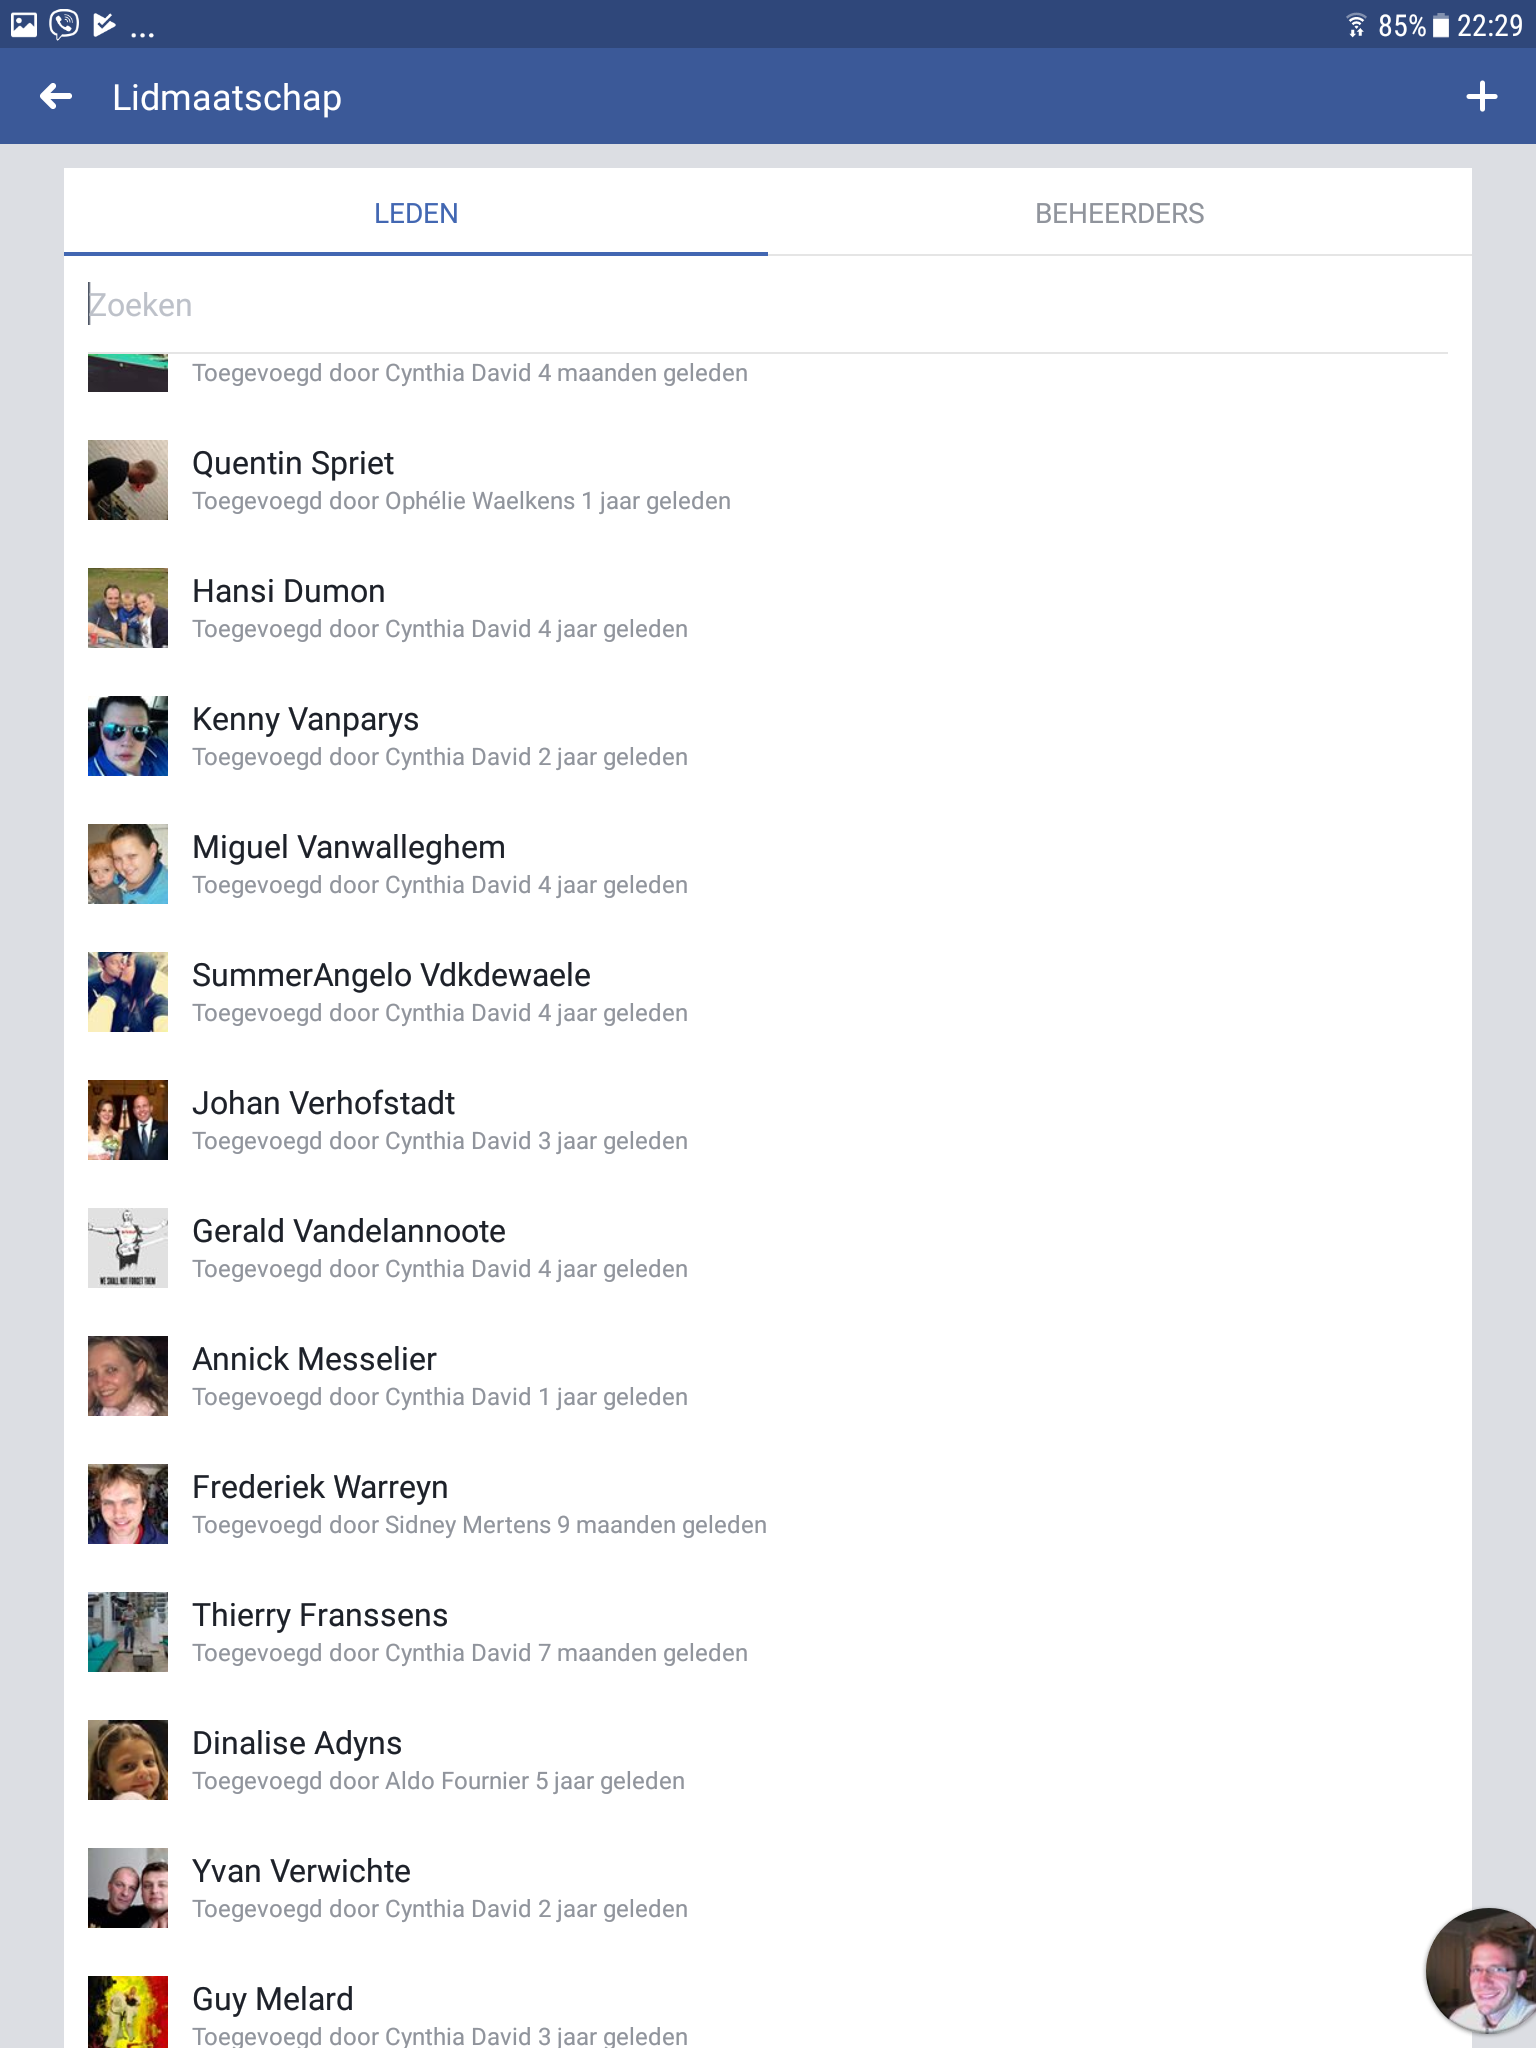 ...
85%
22:29
Lidmaatschap
LEDEN
BEHEERDERS
Zoeken
Toegevoegd door Cynthia David 4 maanden geleden
Quentin Spriet
Toegevoegd door Ophélie Waelkens 1 jaar geleden
Hansi Dumon
Toegevoegd door Cynthia David 4 jaar geleden
Kenny Vanparys
Toegevoegd door Cynthia David 2 jaar geleden
Miguel Vanwalleghem
Toegevoegd door Cynthia David 4 jaar geleden
SummerAngelo Vdkdewaele
Toegevoegd door Cynthia David 4 jaar geleden
Johan Verhofstadt
Toegevoegd door Cynthia David 3 jaar geleden
WE SHALL NOT FORGET THEM
Gerald Vandelannoote
Toegevoegd door Cynthia David 4 jaar geleden
Annick Messelier
Toegevoegd door Cynthia David 1 jaar geleden
Frederiek Warreyn
Toegevoegd door Sidney Mertens 9 maanden geleden
Thierry Franssens
Toegevoegd door Cynthia David 7 maanden geleden
Dinalise Adyns
Toegevoegd door Aldo Fournier 5 jaar geleden
Yvan Verwichte
Toegevoegd door Cynthia David 2 jaar geleden
Guy Melard
Toegevoegd door Cynthia David 3 jaar geleden